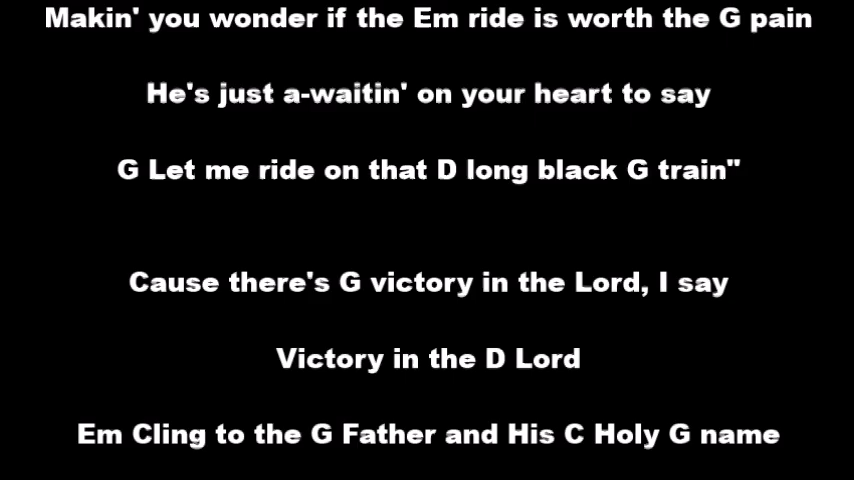 Makin' you wonder if the Em ride is worth the G pain
He's just a-waitin' on your heart to say
G Let me ride on that D long black G train"
Cause there's G victory in the Lord, I say
Victory in the D Lord
Em Cling to the G Father and His C Holy G name